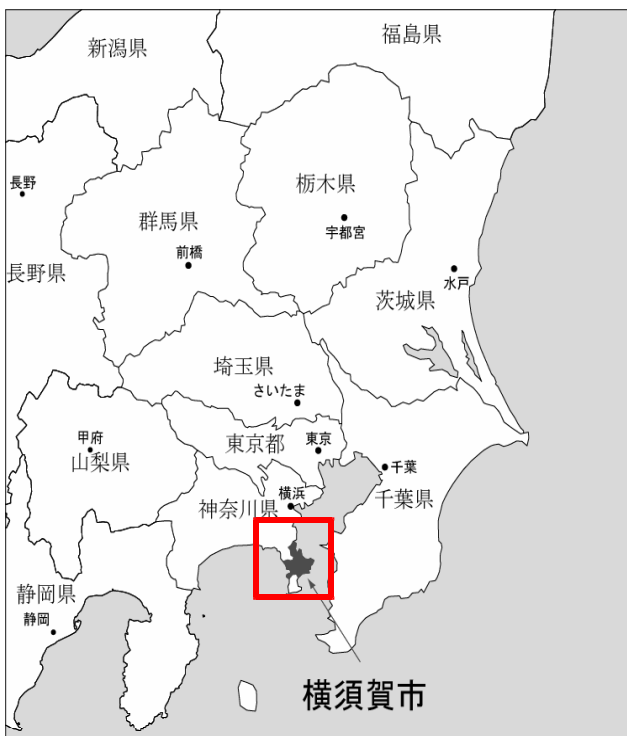 福島県
新潟県
栃木県
長野
群馬県
宇都宮
前橋
水戸
長野県
茨城県
埼玉県
さいたま
甲府
東京都
東京
山梨県
千葉
横浜
千葉県
神奈川県
静岡県
静岡
横須賀市